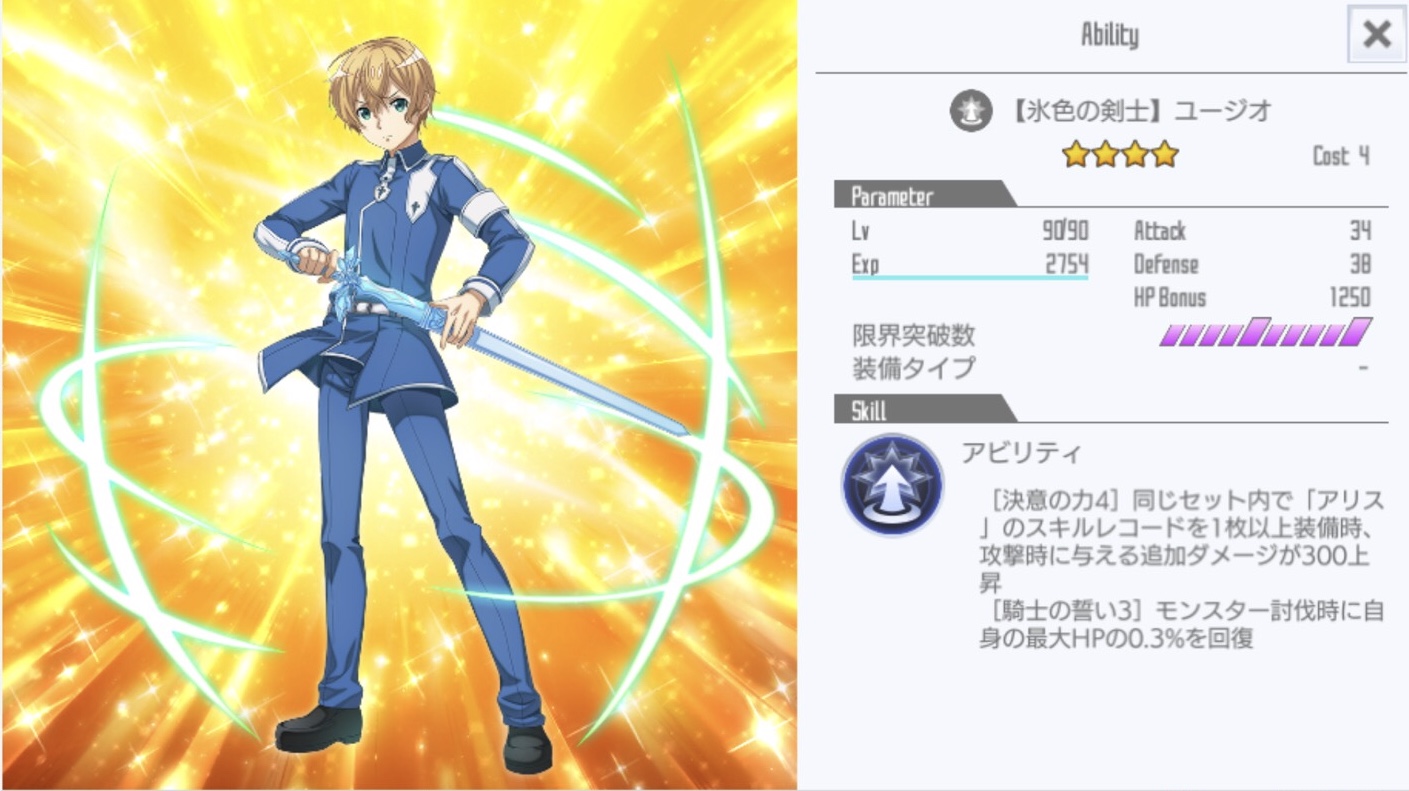 Ability
【氷色の剣士】ユージオ
Cost 4
Parameter
Lv 90/90 Attack 34
Exp 2754 Defense 38
HP Bonus 1250
限界突破数
装備タイプ -
Skill
アビリティ
［決意の力4］同じセット内で「アリス
」のスキルレコードを1枚以上装備時、
攻撃時に与える追加ダメージが300上
昇
［騎士の誓い3］モンスター討伐時に自
身の最大HPの0.3%を回復